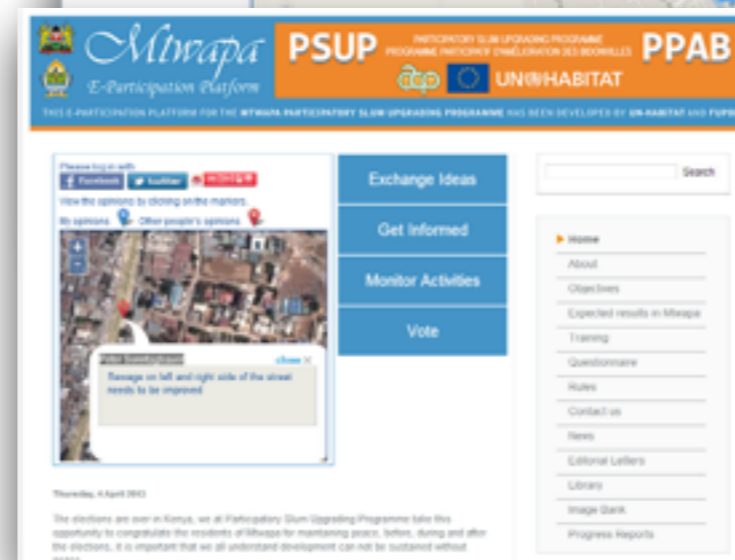 Mtwapa
E-Participation Platform
PSUP
PARTICIPATORY SLUM UPGRADING PROGRAMME
PROGRAMME PARTICIPATIF D'AMÉLIORATION DES BIDONVILLES
PPAB
acp
UN HABITAT
THIS E-PARTICIPATION PLATFORM FOR THE MTWAPA PARTICIPATORY SLUM UPGRADING PROGRAMME HAS BEEN DEVELOPED BY UN-HABITAT AND
Please log in with
Facebook twitter
View the opinions by clicking on the markers.
My opinions Other people's opinions
close X
Sewage on left and right side of the street
needs to be improved
Exchange Ideas
Get Informed
Monitor Activities
Vote
Search
Home
About
Objectives
Expected results in Mtwapa
Training
Questionnaire
Rules
Contact us
News
Editorial Letters
Library
Image Bank
Progress Reports
Thursday, 4 April 2013
The elections are over in Kenya, we at Participatory Slum Upgrading Programme take this
opportunity to congratulate the residents of Mtwapa for maintaining peace, before, during and after
the elections, it is important that we all understand development can not be sustained without